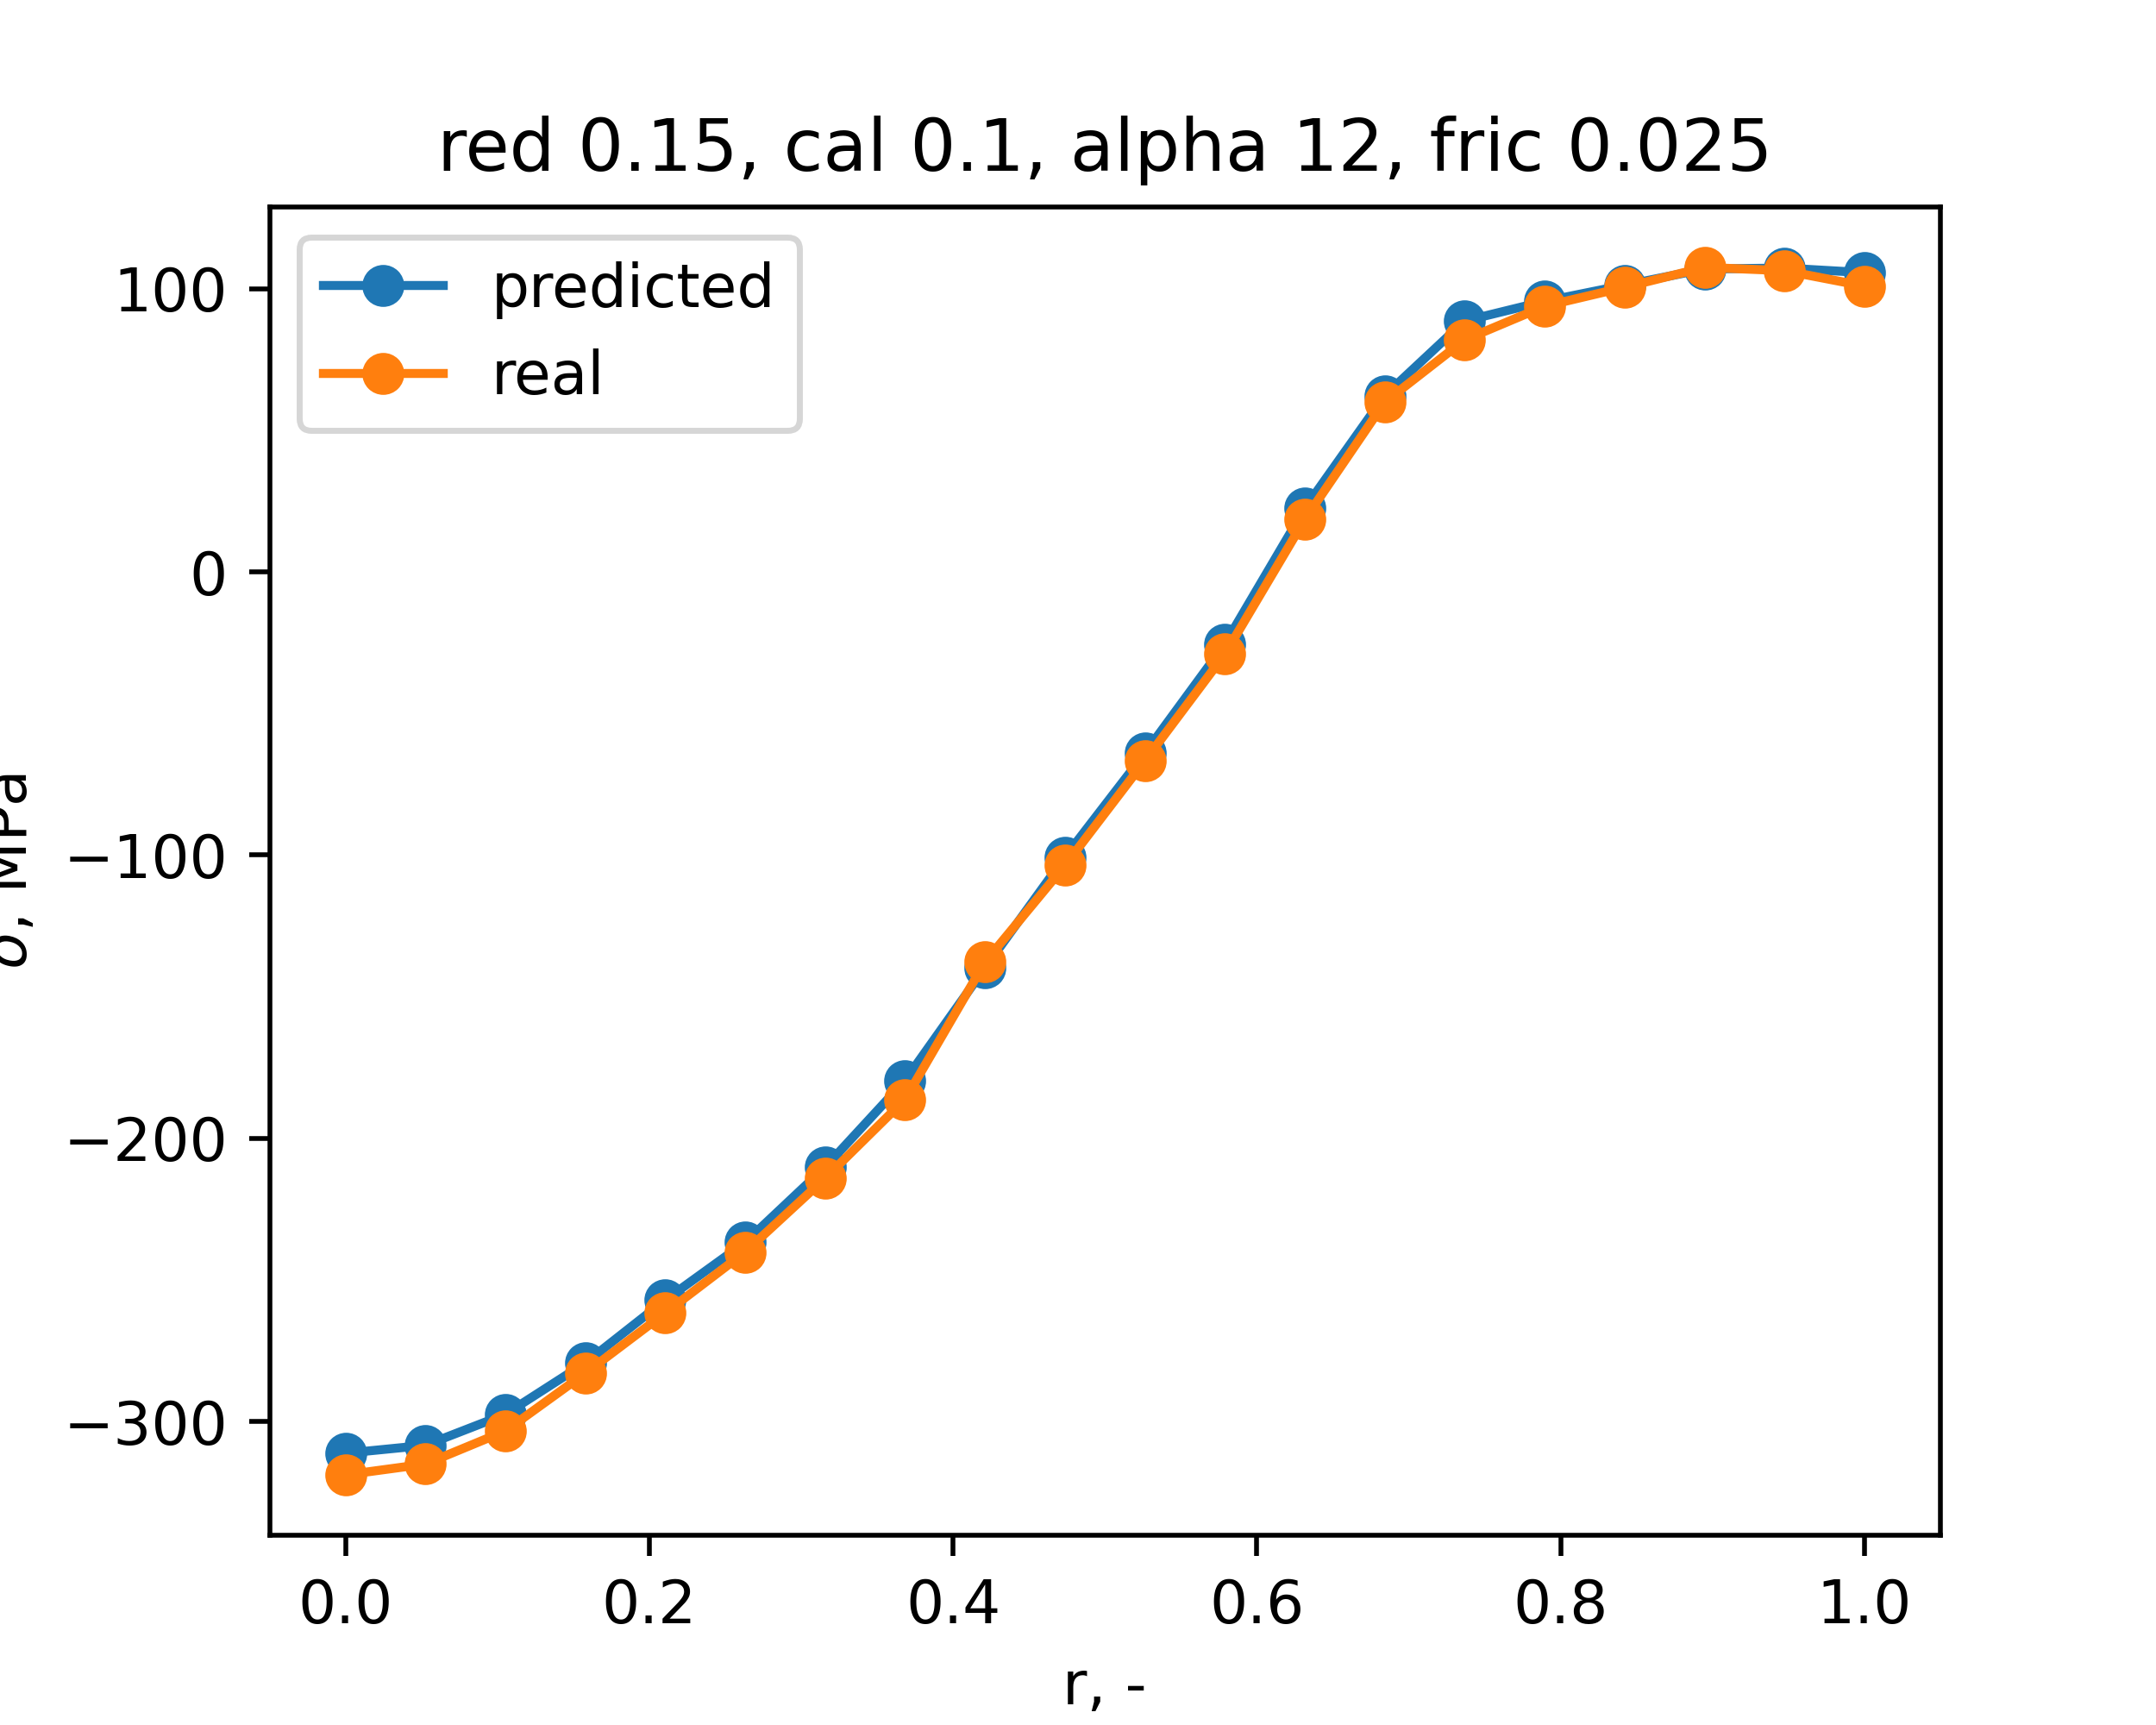 red 0.15, cal 0.1, alpha 12, fric 0.025
predicted
real
100
0
−100
−200
−300
σ, MPa
0.0 0.2 0.4 0.6 0.8 1.0
r, -